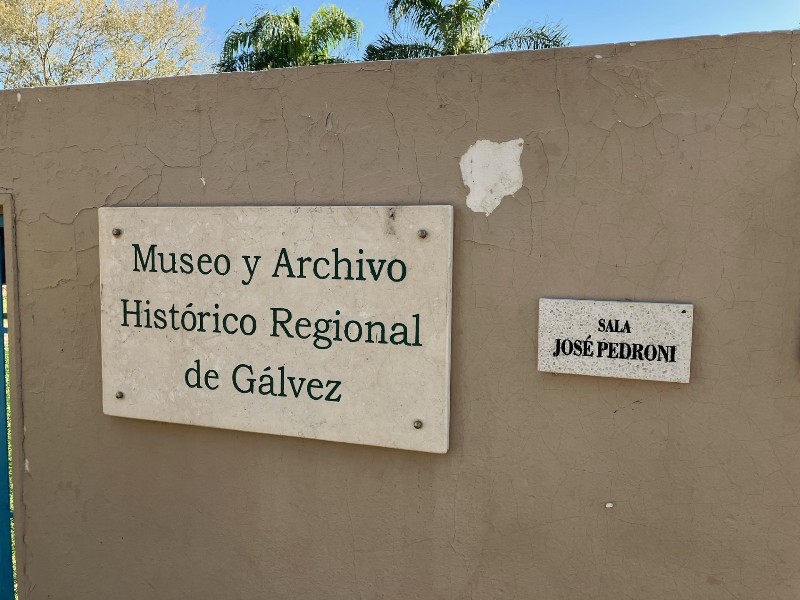 Museo y Archivo
Histórico Regional
de Gálvez
SALA
JOSÉ PEDRONI